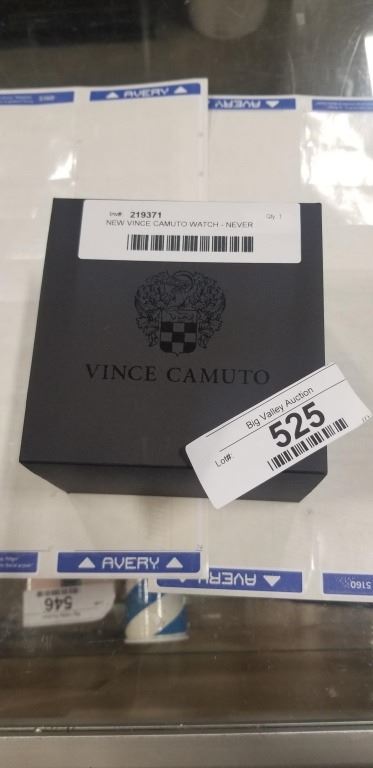 AVERY
AVERY
Inv#: 219371 Qty: 1
NEW VINCE CAMUTO WATCH - NEVER
VINCE CAMUTO
Big Valley Auction
Lot#: 525
AVERY
AVERY
5160
546